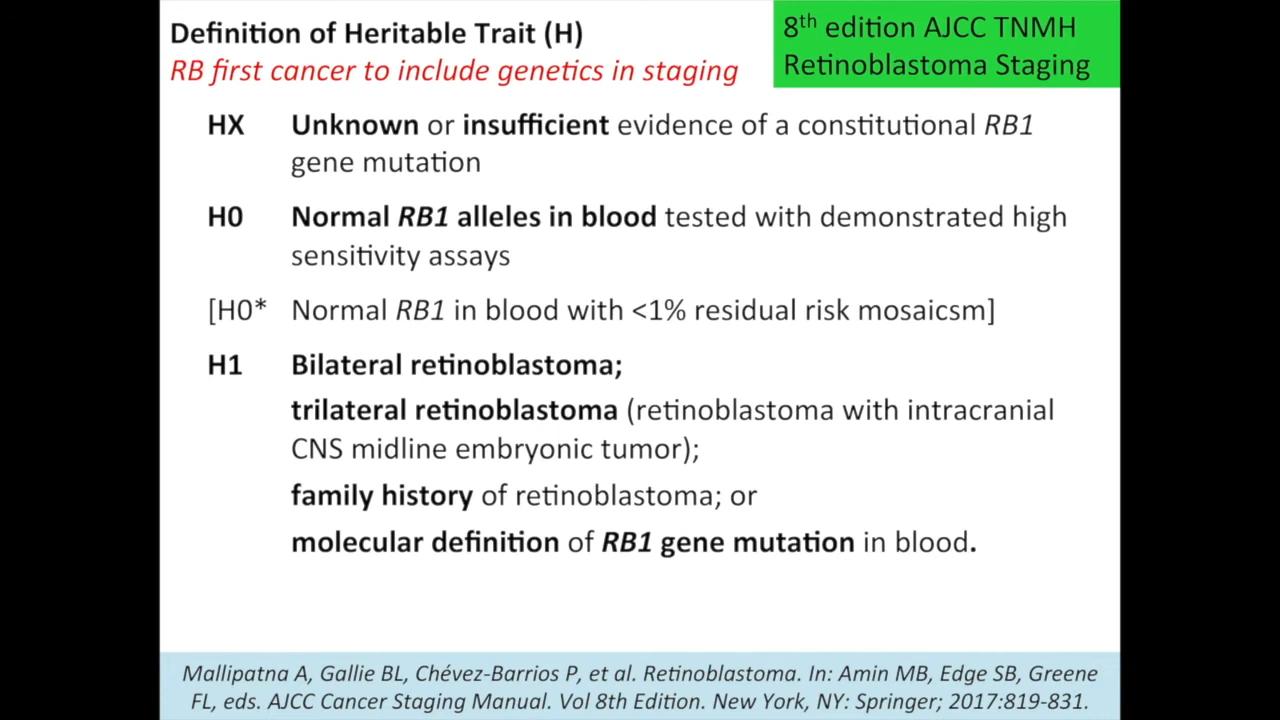 Definition of Heritable Trait (H)
RB first cancer to include genetics in staging
8th edition AJCC TNMH
Retinoblastoma Staging
HX Unknown or insufficient evidence of a constitutional RB1
gene mutation
H0 Normal RB1 alleles in blood tested with demonstrated high
sensitivity assays
[H0* Normal RB1 in blood with <1% residual risk mosaicsm]
H1 Bilateral retinoblastoma;
trilateral retinoblastoma (retinoblastoma with intracranial
CNS midline embryonic tumor);
family history of retinoblastoma; or
molecular definition of RB1 gene mutation in blood.
Mallipatna A, Gallie BL, Chévez-Barrios P, et al. Retinoblastoma. In: Amin MB, Edge SB, Greene
FL, eds. AJCC Cancer Staging Manual. Vol 8th Edition. New York, NY: Springer; 2017:819-831.